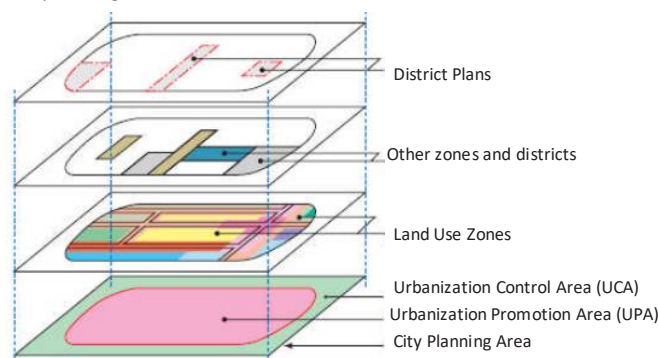 District Plans
Other zones and districts
Land Use Zones
Urbanization Control Area (UCA)
Urbanization Promotion Area (UPA)
City Planning Area